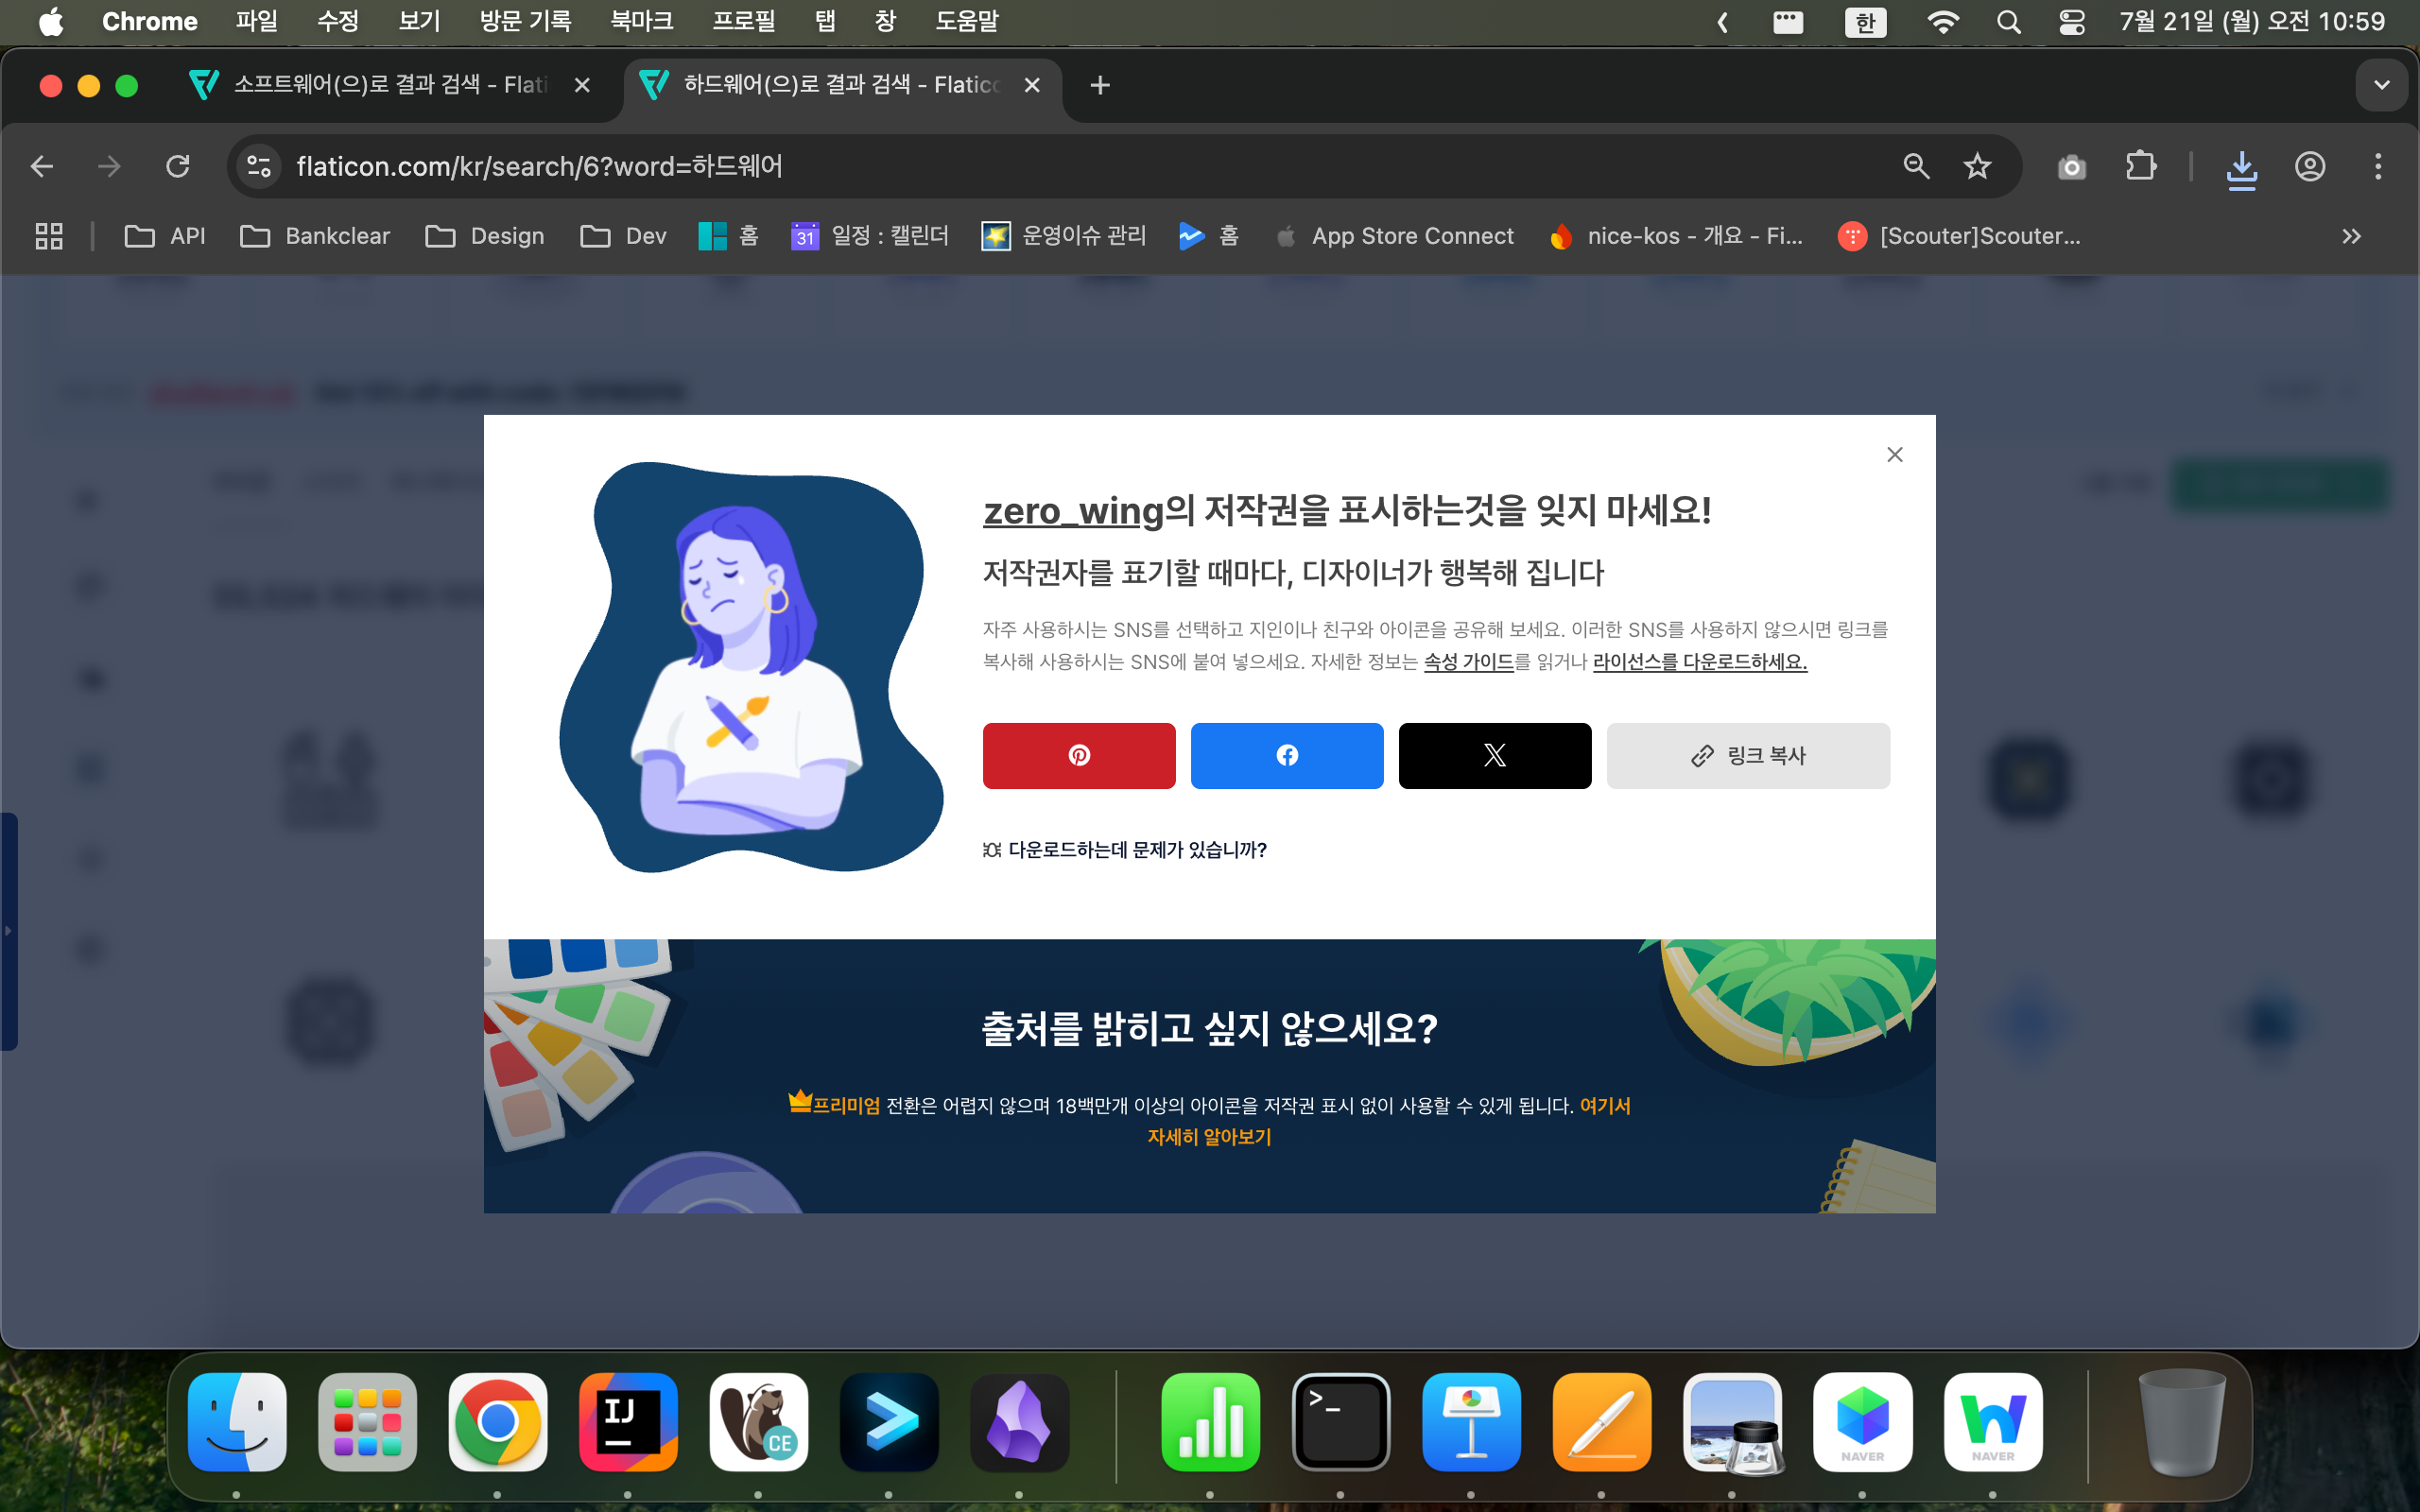 Chrome 파일 수정 보기 방문 기록 북마크 프로필 탭 창 도움말 한 7월 21일 (월) 오전 10:59
소프트웨어(으)로 결과 검색 - Flati 하드웨어(으)로 결과 검색 - Flatico
flaticon.com/kr/search/6?word=하드웨어
API Bankclear Design Dev 홈 31 일정 : 캘린더 운영이슈 관리 홈 App Store Connect nice-kos - 개요 - Fi... [Scouter]Scouter...
zero_wing의 저작권을 표시하는것을 잊지 마세요!
저작권자를 표기할 때마다, 디자이너가 행복해 집니다
자주 사용하시는 SNS를 선택하고 지인이나 친구와 아이콘을 공유해 보세요. 이러한 SNS를 사용하지 않으시면 링크를
복사해 사용하시는 SNS에 붙여 넣으세요. 자세한 정보는 속성 가이드를 읽거나 라이선스를 다운로드하세요.
링크 복사
다운로드하는데 문제가 있습니까?
출처를 밝히고 싶지 않으세요?
프리미엄 전환은 어렵지 않으며 18백만개 이상의 아이콘을 저작권 표시 없이 사용할 수 있게 됩니다. 여기서
자세히 알아보기
IJ CE >_ NAVER NAVER